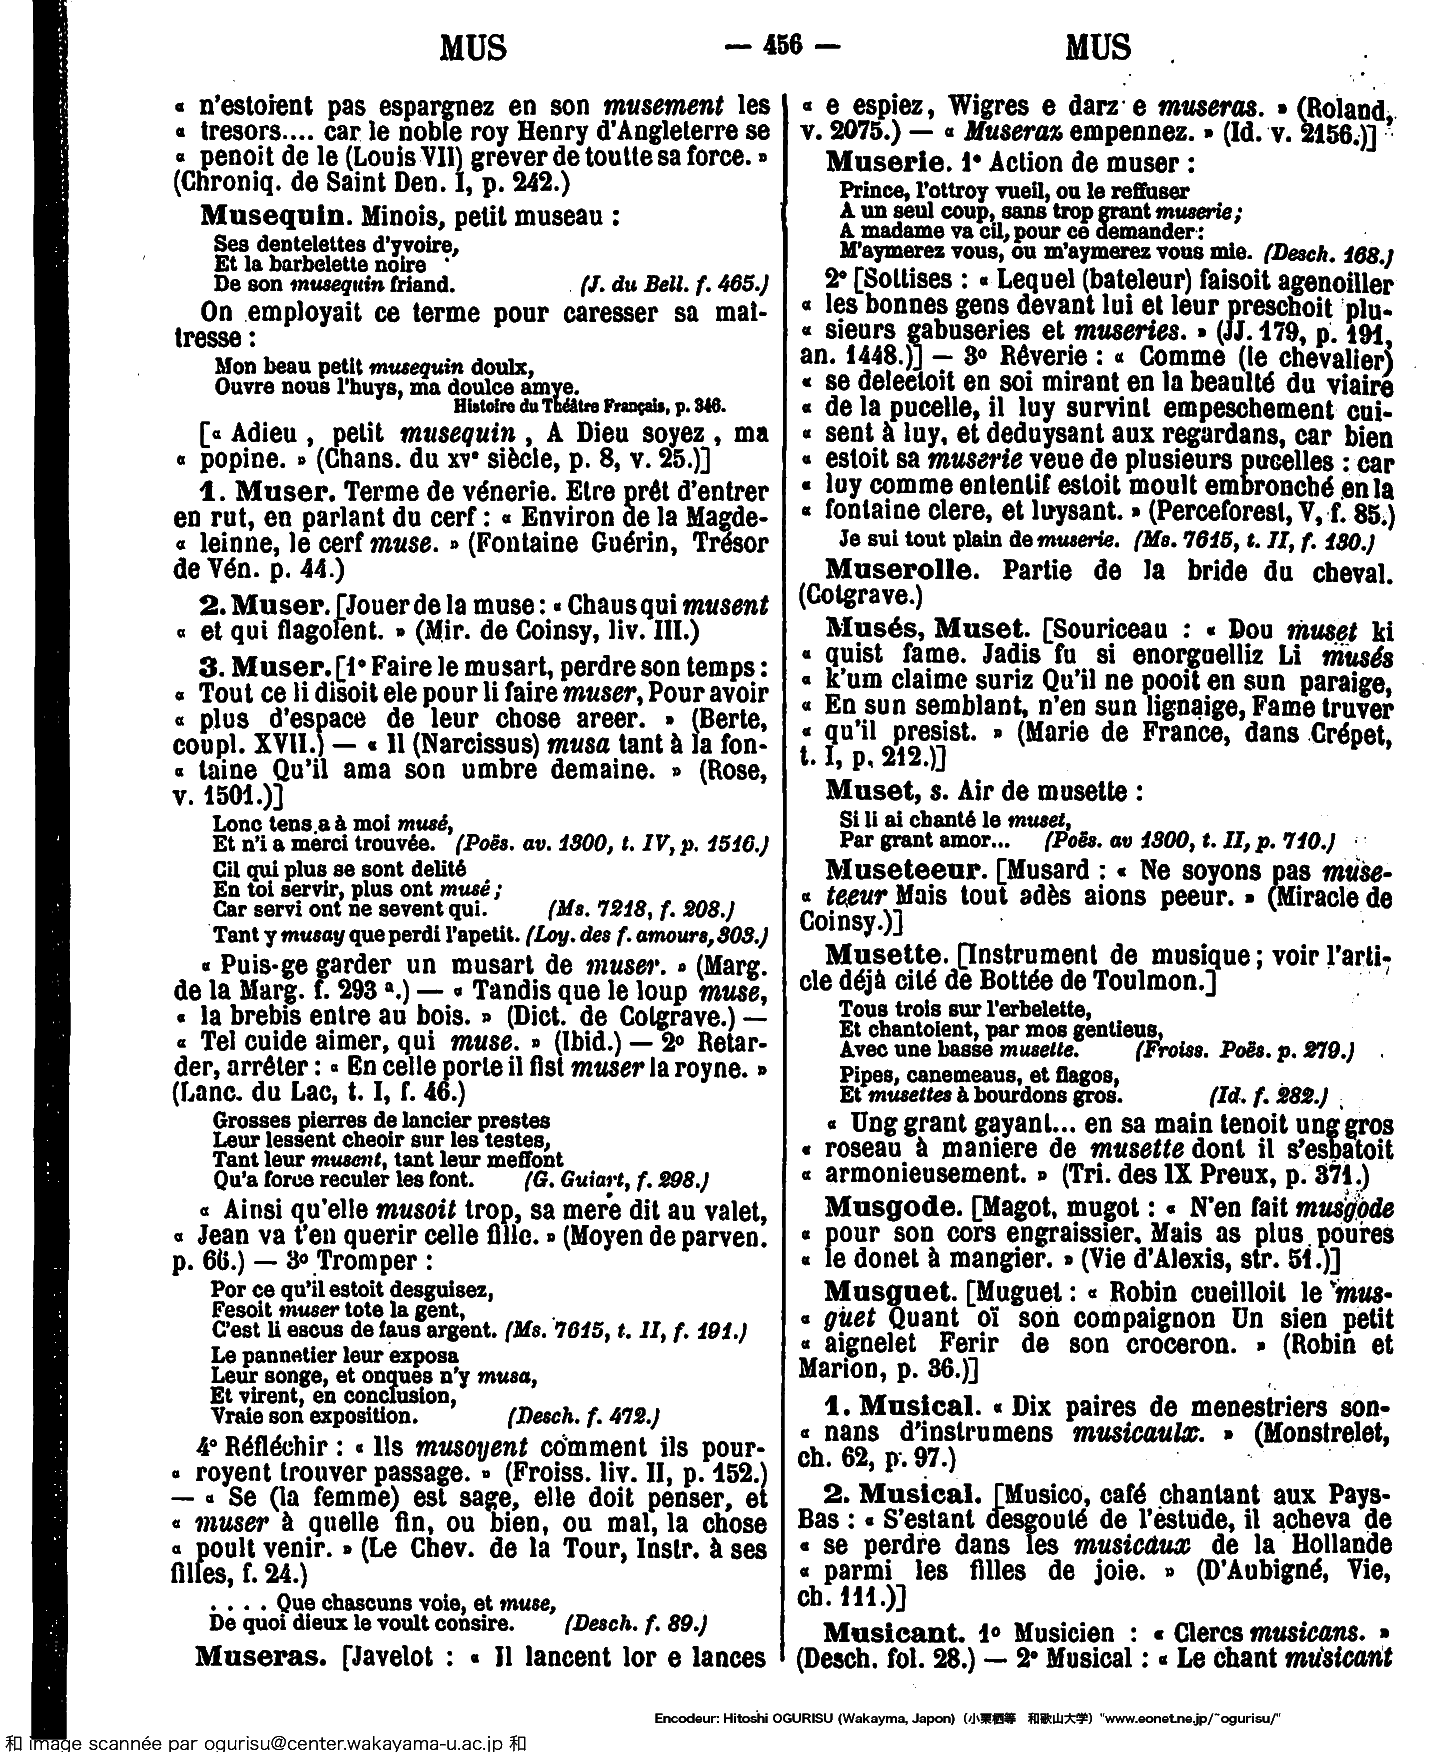 MUS — 456 — MUS
« n'estoient pas espargnez en son musement les
« tresors.... car le noble roy Henry d'Angleterre se
« penoit de le (Louis VII) grever de toutte sa force. »
(Chroniq. de Saint Den. I, p. 242.)
Musequin. Minois, petit museau :
Ses dentelettes d'yvoire,
Et la barbelette noire
De son musequin friand. (J. du Bell. f. 465.)
On employait ce terme pour caresser sa maî-
tresse :
Mon beau petit musequin doulx,
Ouvre nous l'huys, ma doulce amye.
Histoire du Théâtre Français, p. 346.
[« Adieu, petit musequin, A Dieu soyez, ma
« popine. » (Chans. du XVe siècle, p. 8, v. 25.)]
1. Muser. Terme de vénerie. Etre prêt d'entrer
en rut, en parlant du cerf : « Environ de la Magde-
« leinne, le cerf muse. » (Fontaine Guérin, Trésor
de Vén. p. 44.)
2. Muser. [Jouer de la muse : « Chaus qui musent
« et qui flagolent. » (Mir. de Coinsy, liv. III.)
3. Muser. [1° Faire le musart, perdre son temps :
« Tout ce li disoit ele pour li faire muser, Pour avoir
« plus d'espace de leur chose areer. » (Berte,
coupl. XVII.) — « Il (Narcissus) musa tant à la fon-
« taine Qu'il ama son umbre demaine. » (Rose,
v. 1501.)]
Lonc tens a à moi musé,
Et n'i a merci trouvée. (Poës. av. 1300, t. IV, p. 1516.)
Cil qui plus se sont delité
En toi servir, plus ont musé ;
Car servi ont ne sevent qui. (Ms. 7218, f. 208.)
Tant y musay que perdi l'apetit. (Loy. des f. amours, 303.)
« Puis-ge garder un musart de muser. » (Marg.
de la Marg. f. 293 a.) — « Tandis que le loup muse,
« la brebis entre au bois. » (Dict. de Cotgrave.) —
« Tel cuide aimer, qui muse. » (Ibid.) — 2° Retar-
der, arrêter : « En celle porte il fist muser la royne. »
(Lanc. du Lac, t. I, f. 46.)
Grosses pierres de lancier prestes
Leur lessent cheoir sur les testes,
Tant leur musent, tant leur meffont
Qu'a force reculer les font. (G. Guiart, f. 298.)
« Ainsi qu'elle musoit trop, sa mere dit au valet,
« Jean va t'en querir celle fille. » (Moyen de parven.
p. 66.) — 3° Tromper :
Por ce qu'il estoit desguisez,
Fesoit muser tote la gent,
C'est li escus de faus argent. (Ms. 7615, t. II, f. 191.)
Le pannetier leur exposa
Leur songe, et onques n'y musa,
Et virent, en conclusion,
Vraie son exposition. (Desch. f. 472.)
4° Réfléchir : « Ils musoyent comment ils pour-
« royent trouver passage. » (Froiss. liv. II, p. 152.)
— « Se (la femme) est sage, elle doit penser, et
« muser à quelle fin, ou bien, ou mal, la chose
« poult venir. » (Le Chev. de la Tour, Instr. à ses
filles, f. 24.)
. . . . Que chascuns voie, et muse,
De quoi dieux le voult consire. (Desch. f. 89.)
Museras. [Javelot : « Il lancent lor e lances
« e espiez, Wigres e darz e museras. » (Roland,
v. 2075.) — « Museraz empennez. » (Id. v. 2156.)]
Muserie. 1° Action de muser :
Prince, l'ottroy vueil, ou le reffuser
A un seul coup, sans trop grant muserie ;
A madame va cil, pour ce demander :
M'aymerez vous, ou m'aymerez vous mie. (Desch. 168.)
2° [Sottises : « Lequel (bateleur) faisoit agenoiller
« les bonnes gens devant lui et leur preschoit plu-
« sieurs gabuseries et museries. » (JJ. 179, p. 191,
an. 1448.)] — 3° Rêverie : « Comme (le chevalier)
« se delectoit en soi mirant en la beaulté du viaire
« de la pucelle, il luy survint empeschement cui-
« sent à luy, et deduysant aux regardans, car bien
« estoit sa muserie veue de plusieurs pucelles : car
« luy comme ententif estoit moult embronché en la
« fontaine clere, et luysant. » (Perceforest, V, f. 85.)
Je sui tout plain de muserie. (Ms. 7615, t. II, f. 130.)
Muserolle. Partie de la bride du cheval.
(Cotgrave.)
Musés, Muset. [Souriceau : « Dou muset ki
« quist fame. Jadis fu si enorguelliz Li musés
« k'um claime suriz Qu'il ne pooit en sun paraige,
« En sun semblant, n'en sun lignaige, Fame truver
« qu'il presist. » (Marie de France, dans Crépet,
t. I, p. 212.)]
Muset, s. Air de musette :
Si li ai chanté le muset,
Par grant amor... (Poës. av 1300, t. II, p. 710.)
Museteeur. [Musard : « Ne soyons pas muse-
« teeur Mais tout adès aions peeur. » (Miracle de
Coinsy.)]
Musette. [Instrument de musique ; voir l'arti-
cle déjà cité de Bottée de Toulmon.]
Tous trois sur l'erbelette,
Et chantoient, par mos gentieus,
Avec une basse musette. (Froiss. Poës. p. 279.)
Pipes, canemeaus, et flagos,
Et musettes à bourdons gros. (Id. f. 282.)
« Ung grant gayant... en sa main tenoit ung gros
« roseau à maniere de musette dont il s'esbatoit
« armonieusement. » (Tri. des IX Preux, p. 371.)
Musgode. [Magot, mugot : « N'en fait musgode
« pour son cors engraissier, Mais as plus poures
« le donet à mangier. » (Vie d'Alexis, str. 51.)]
Musguet. [Muguet : « Robin cueilloit le mus-
« guet Quant oï son compaignon Un sien petit
« aignelet Ferir de son croceron. » (Robin et
Marion, p. 36.)]
1. Musical. « Dix paires de menestriers son-
« nans d'instrumens musicaulx. » (Monstrelet,
ch. 62, p. 97.)
2. Musical. [Musico, café chantant aux Pays-
Bas : « S'estant desgouté de l'estude, il acheva de
« se perdre dans les musicaux de la Hollande
« parmi les filles de joie. » (D'Aubigné, Vie,
ch. 111.)]
Musicant. 1° Musicien : « Clercs musicans. »
(Desch. fol. 28.) — 2° Musical : « Le chant musicant
Encodeur: Hitoshi OGURISU (Wakayma, Japon) (小栗栖等 和歌山大学) "www.eonet.ne.jp/~ogurisu/"
和 image scannée par ogurisu@center.wakayama-u.ac.jp 和